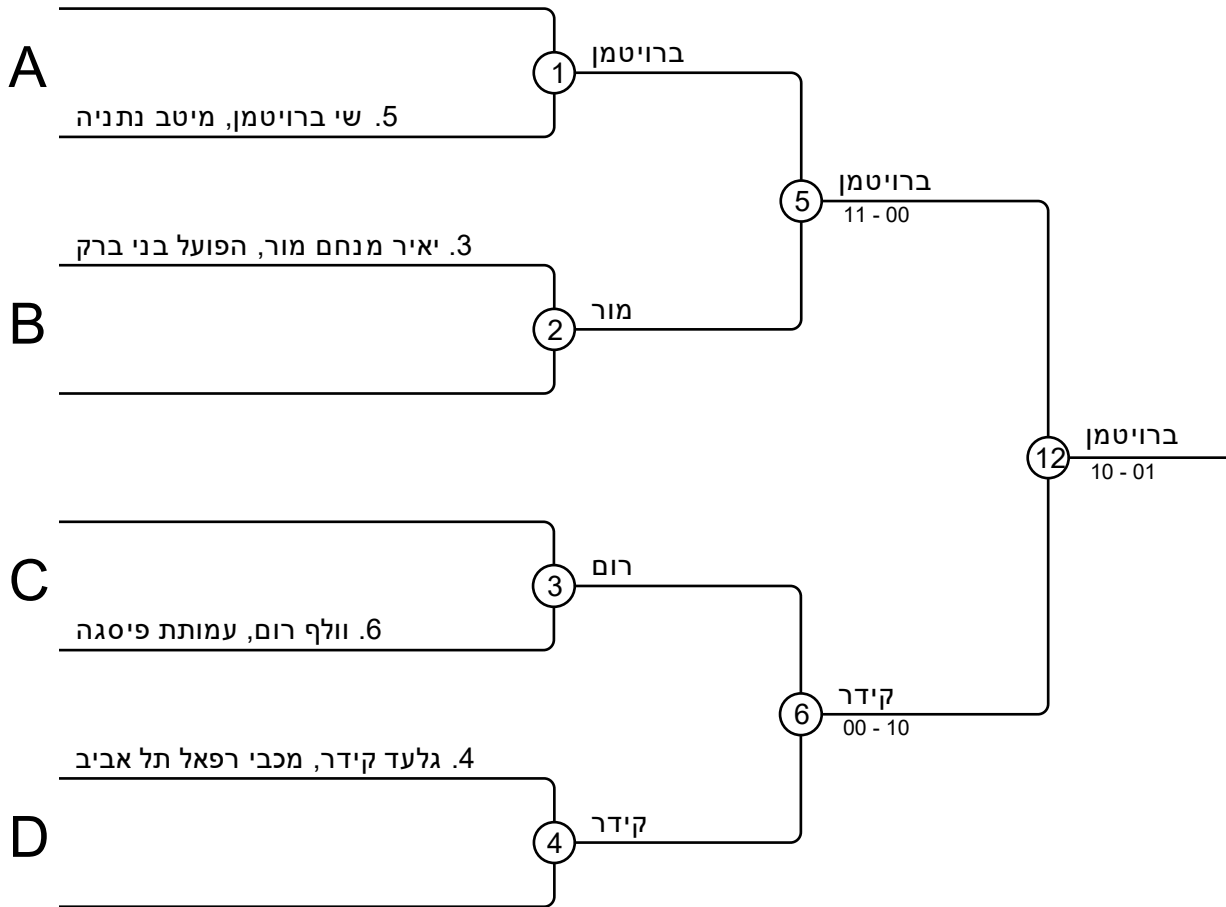 A
1
ברויטמן
5. שי ברויטמן, מיטב נתניה
5
ברויטמן
11 - 00
3. יאיר מנחם מור, הפועל בני ברק
B
2
מור
12
ברויטמן
10 - 01
C
3
רום
6. וולף רום, עמותת פיסגה
6
קידר
00 - 10
4. גלעד קידר, מכבי רפאל תל אביב
D
4
קידר